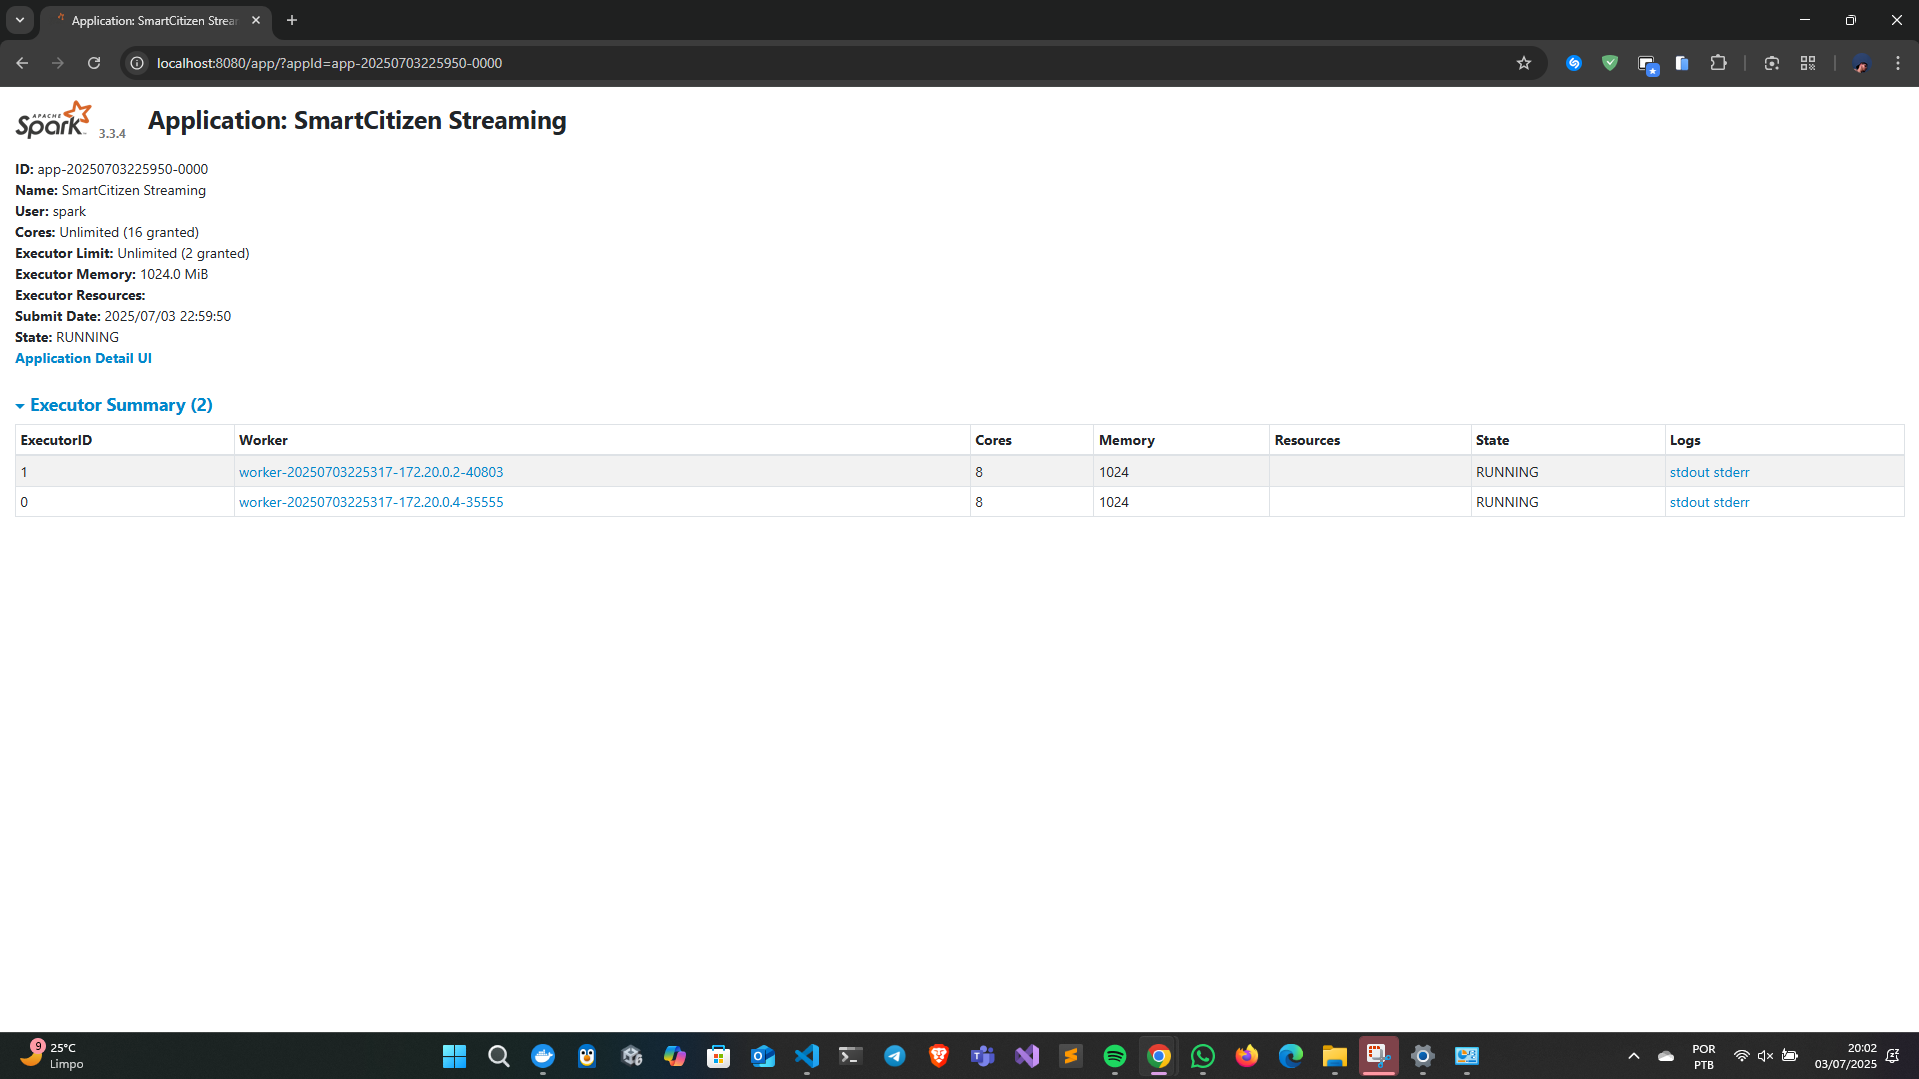 Application: SmartCitizen Strear
localhost:8080/app/?appId=app-20250703225950-0000
APACHE
Spark 3.3.4 Application: SmartCitizen Streaming
ID: app-20250703225950-0000
Name: SmartCitizen Streaming
User: spark
Cores: Unlimited (16 granted)
Executor Limit: Unlimited (2 granted)
Executor Memory: 1024.0 MiB
Executor Resources:
Submit Date: 2025/07/03 22:59:50
State: RUNNING
Application Detail UI
Executor Summary (2)
ExecutorID Worker Cores Memory Resources State Logs
1 worker-20250703225317-172.20.0.2-40803 8 1024 RUNNING stdout stderr
0 worker-20250703225317-172.20.0.4-35555 8 1024 RUNNING stdout stderr
9 25°C
Limpo
POR
PTB
20:02
03/07/2025